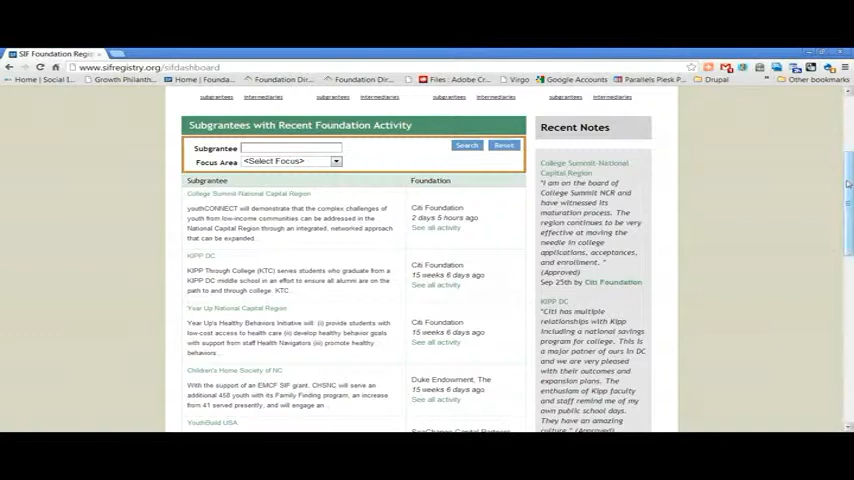 SIF Foundation Regis
www.sifregistry.org/sifdashboard
Home | Social I...
Growth Philanth...
Home | Founda...
Foundation Dir...
Foundation Dir...
Files: Adobe Cr...
Virgo
Google Accounts
Parallels Plesk P...
Drupal
»
Other bookmarks
subgrantees intermediaries subgrantees intermediaries subgrantees intermediaries subgrantees intermediaries
Subgrantees with Recent Foundation Activity
Subgrantee
Search Reset
Focus Area <Select Focus>
Subgrantee Foundation
College Summit National Capital Region
youthCONNECT will demonstrate that the complex challenges of
youth from low-income communities can be addressed in the
National Capital Region through an integrated, networked approach
that can be expanded...
Citi Foundation
2 days 5 hours ago
See all activity
KIPP DC
KIPP Through College (KTC) serves students who graduate from a
KIPP DC middle school in an effort to ensure all alumni are on the
path to and through college. KTC...
Citi Foundation
15 weeks 6 days ago
See all activity
Year Up National Capital Region
Year Up's Healthy Behaviors Initiative will: (i) provide students with
low-cost access to health care (ii) develop healthy behavior goals
with support from staff Health Navigators (iii) promote healthy
behaviors...
Citi Foundation
15 weeks 6 days ago
See all activity
Children's Home Society of NC
With the support of an EMCF SIF grant, CHSNC will serve an
additional 458 youth with its Family Finding program, an increase
from 41 served presently, and will engage an...
Duke Endowment, The
15 weeks 6 days ago
See all activity
YouthBuild USA
SeaChange Capital Partners
Recent Notes
College Summit-National
Capital Region
"I am on the board of
College Summit NCR and
have witnessed its
maturation process. The
region continues to be very
effective at moving the
needle in college
applications, acceptances,
and enrollment. "
(Approved)
Sep 25th by Citi Foundation
KIPP DC
"Citi has multiple
relationships with Kipp
including a national savings
program for college. This is
a major patner of ours in DC
and we are very pleased
with their outcomes and
expansion plans. The
enthusiam of Kipp faculty
and staff remind me of my
own public school days.
They have an amazing
culture." (Approved)